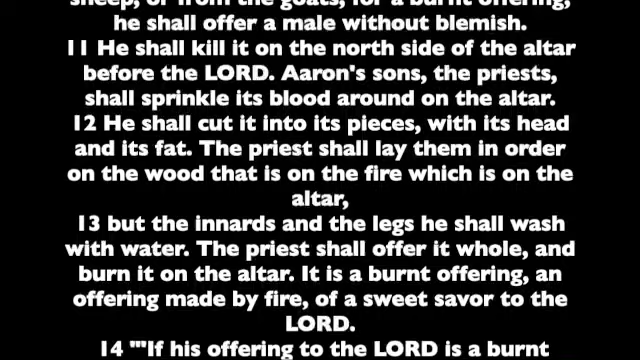 sheep, or from the goats, for a burnt offering,
he shall offer a male without blemish.
11 He shall kill it on the north side of the altar
before the LORD. Aaron's sons, the priests,
shall sprinkle its blood around on the altar.
12 He shall cut it into its pieces, with its head
and its fat. The priest shall lay them in order
on the wood that is on the fire which is on the
altar,
13 but the innards and the legs he shall wash
with water. The priest shall offer it whole, and
burn it on the altar. It is a burnt offering, an
offering made by fire, of a sweet savor to the
LORD.
14 "'If his offering to the LORD is a burnt